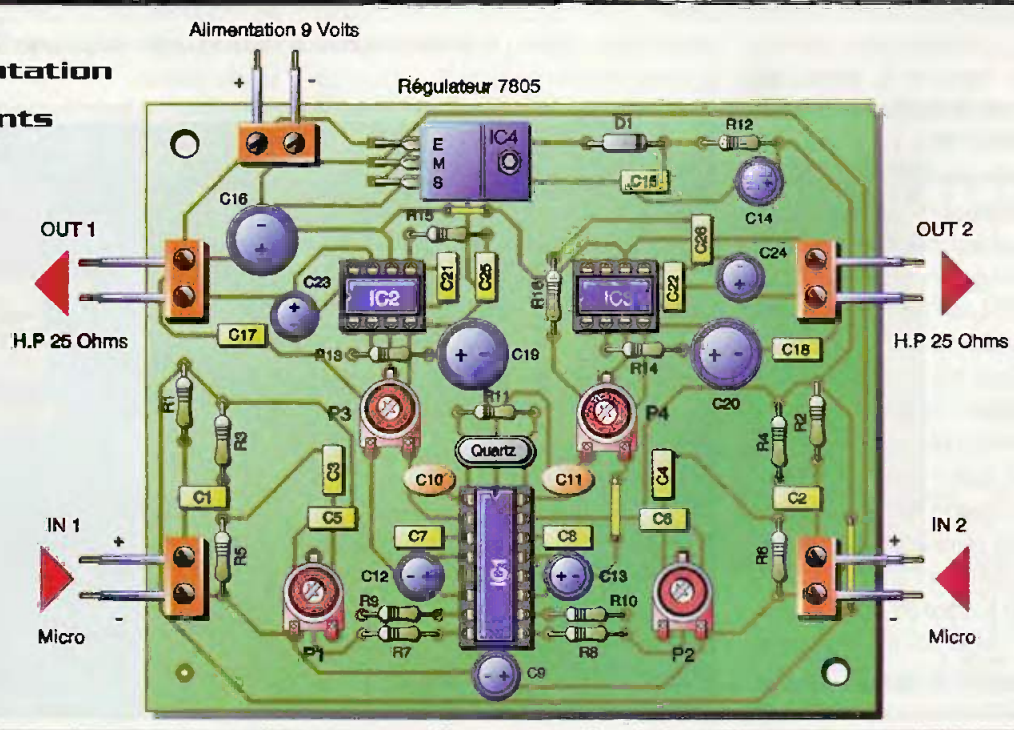 Alimentation 9 Volts
ntation
nts
+ -
Régulateur 7805
E
M
S
IC4
D1
R12
C15
C14
C16
R15
OUT 1
OUT 2
C23
IC2
C21
C25
R16
C26
C22
C24
H.P 25 Ohms
H.P 25 Ohms
C17
C19
C18
R13
R14
C20
R1
R3
P3
R11
P4
R4
R2
Quartz
C3
C10
C11
C4
C1
C5
C6
C2
IN 1
IN 2
+
+
R5
C7
C8
R6
C12
IC1
C13
-
-
R9
R10
Micro
Micro
P1
R7
R8
P2
C9
- +